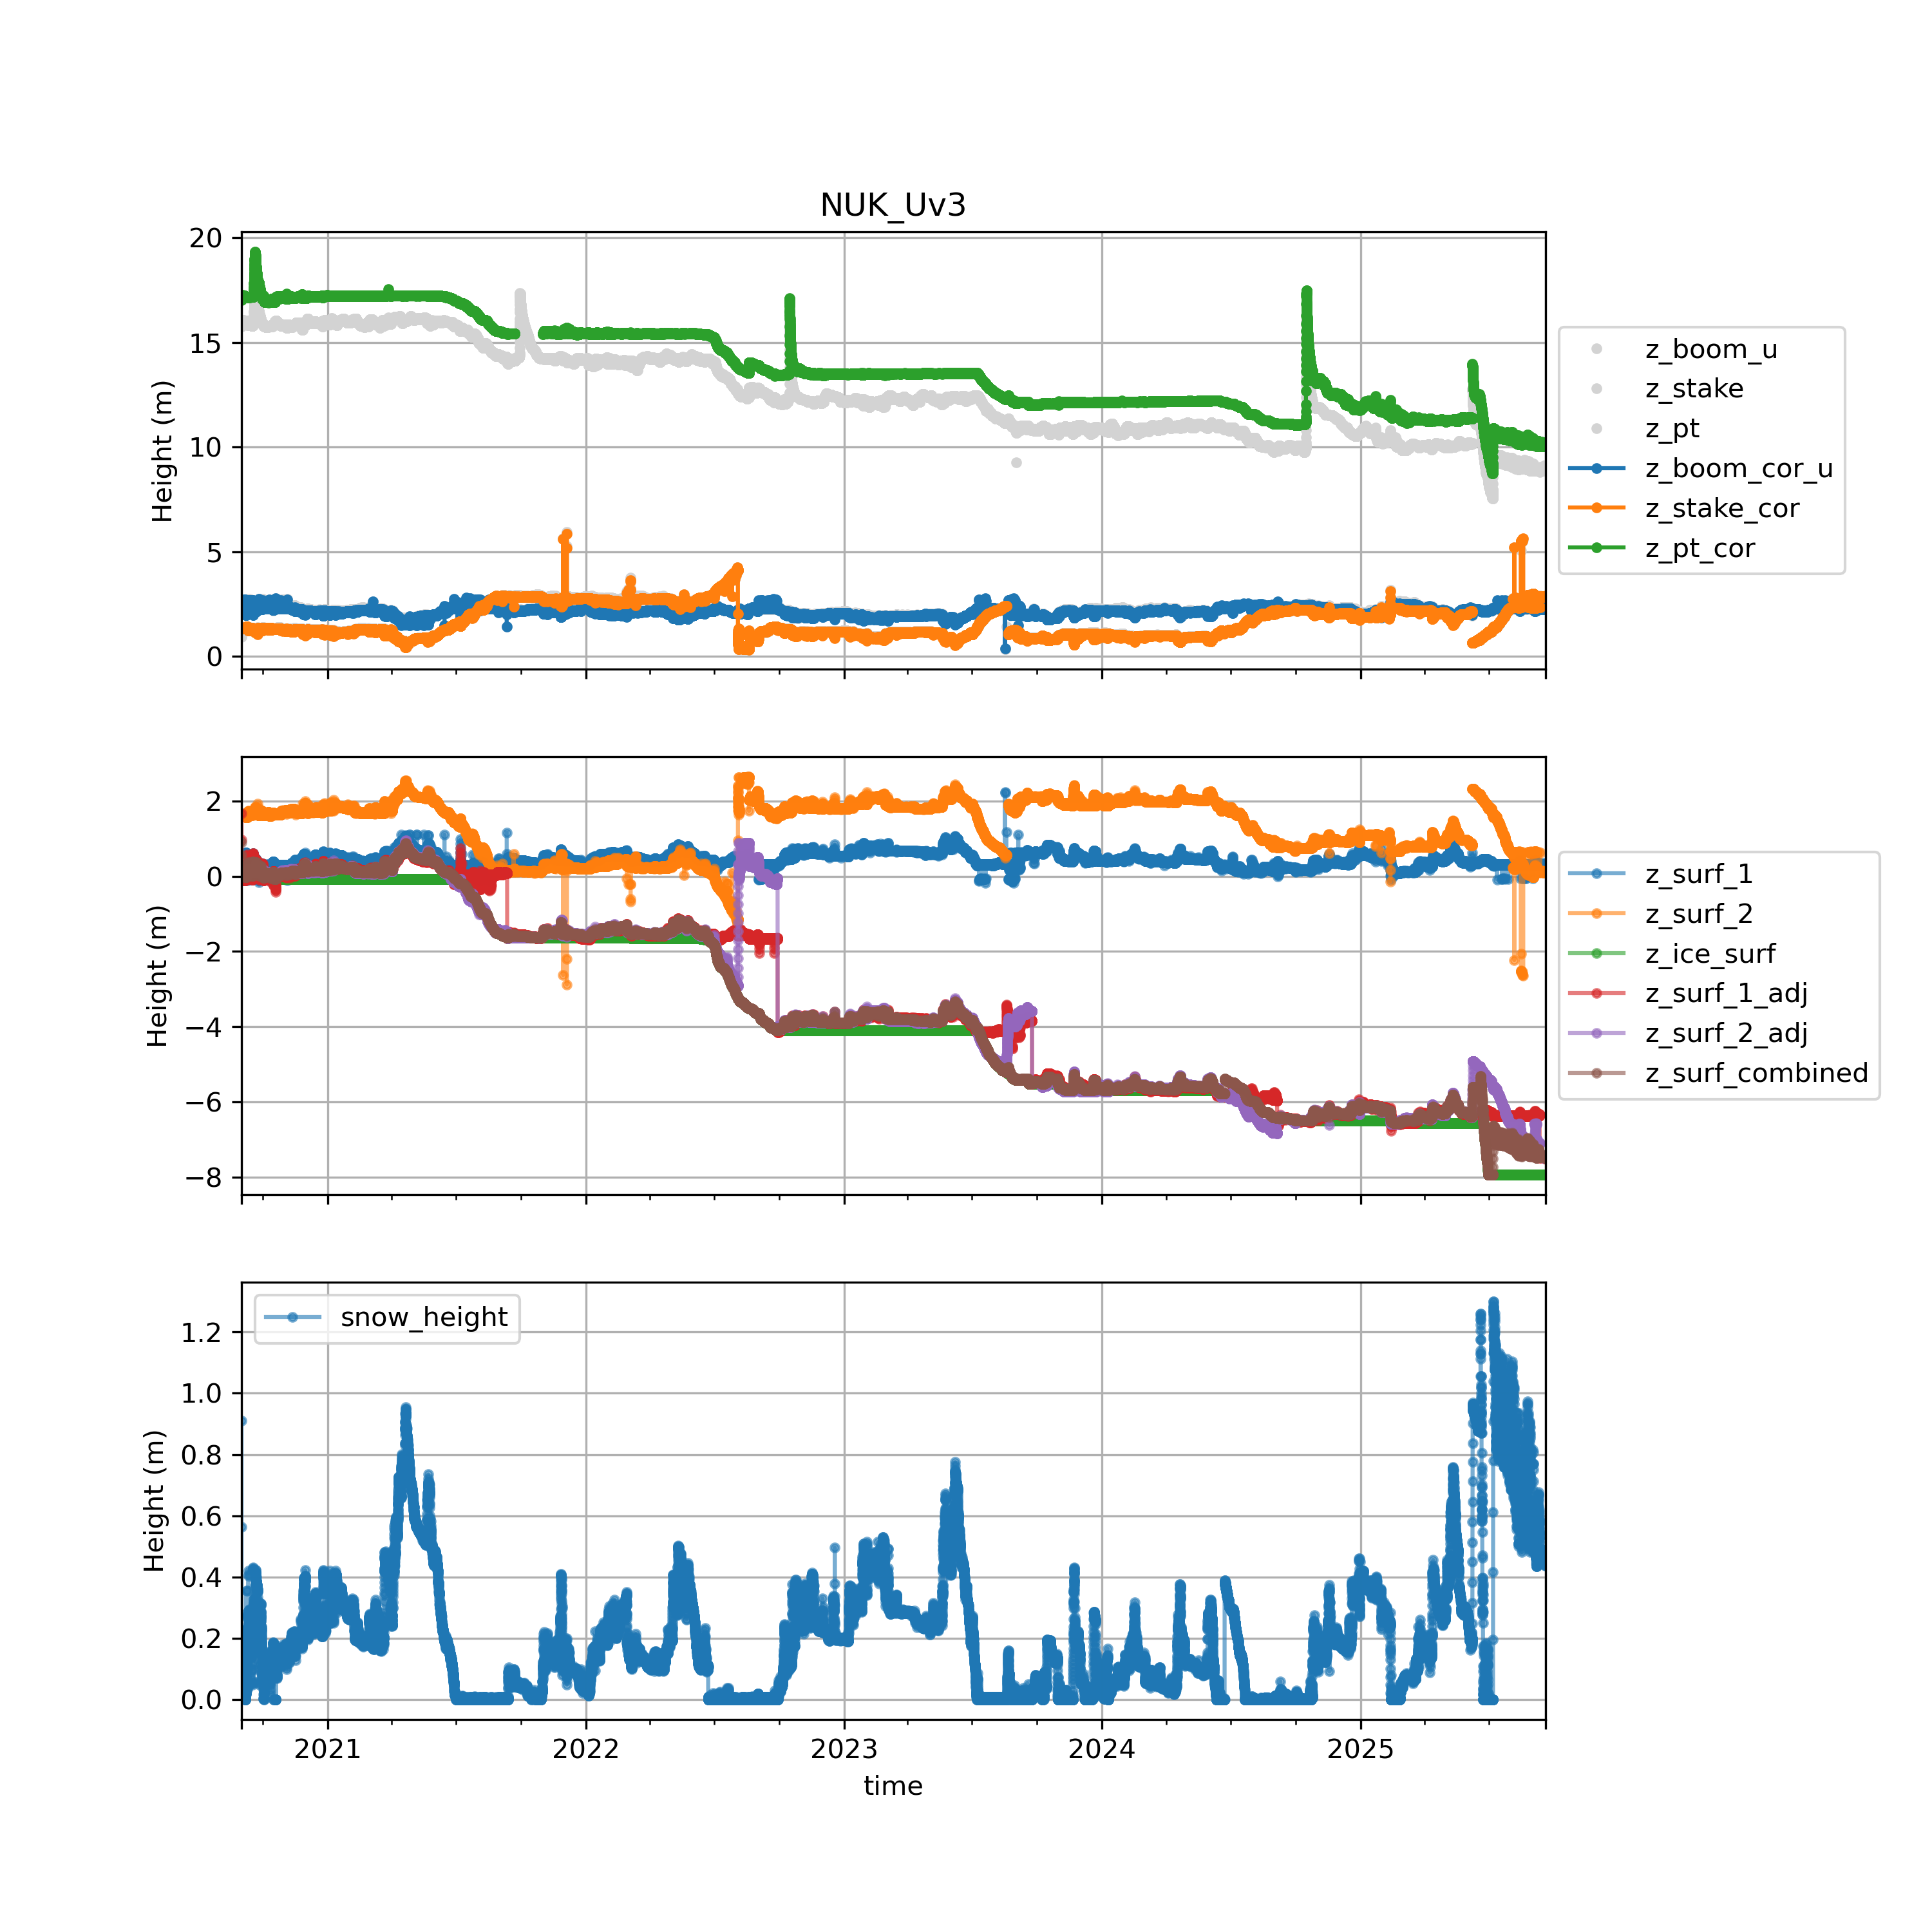 NUK_Uv3
20
15
10
5
0
Height (m)
z_boom_u
z_stake
z_pt
z_boom_cor_u
z_stake_cor
z_pt_cor
2
0
−2
−4
−6
−8
Height (m)
z_surf_1
z_surf_2
z_ice_surf
z_surf_1_adj
z_surf_2_adj
z_surf_combined
snow_height
1.2
1.0
0.8
0.6
0.4
0.2
0.0
Height (m)
2021 2022 2023 2024 2025
time